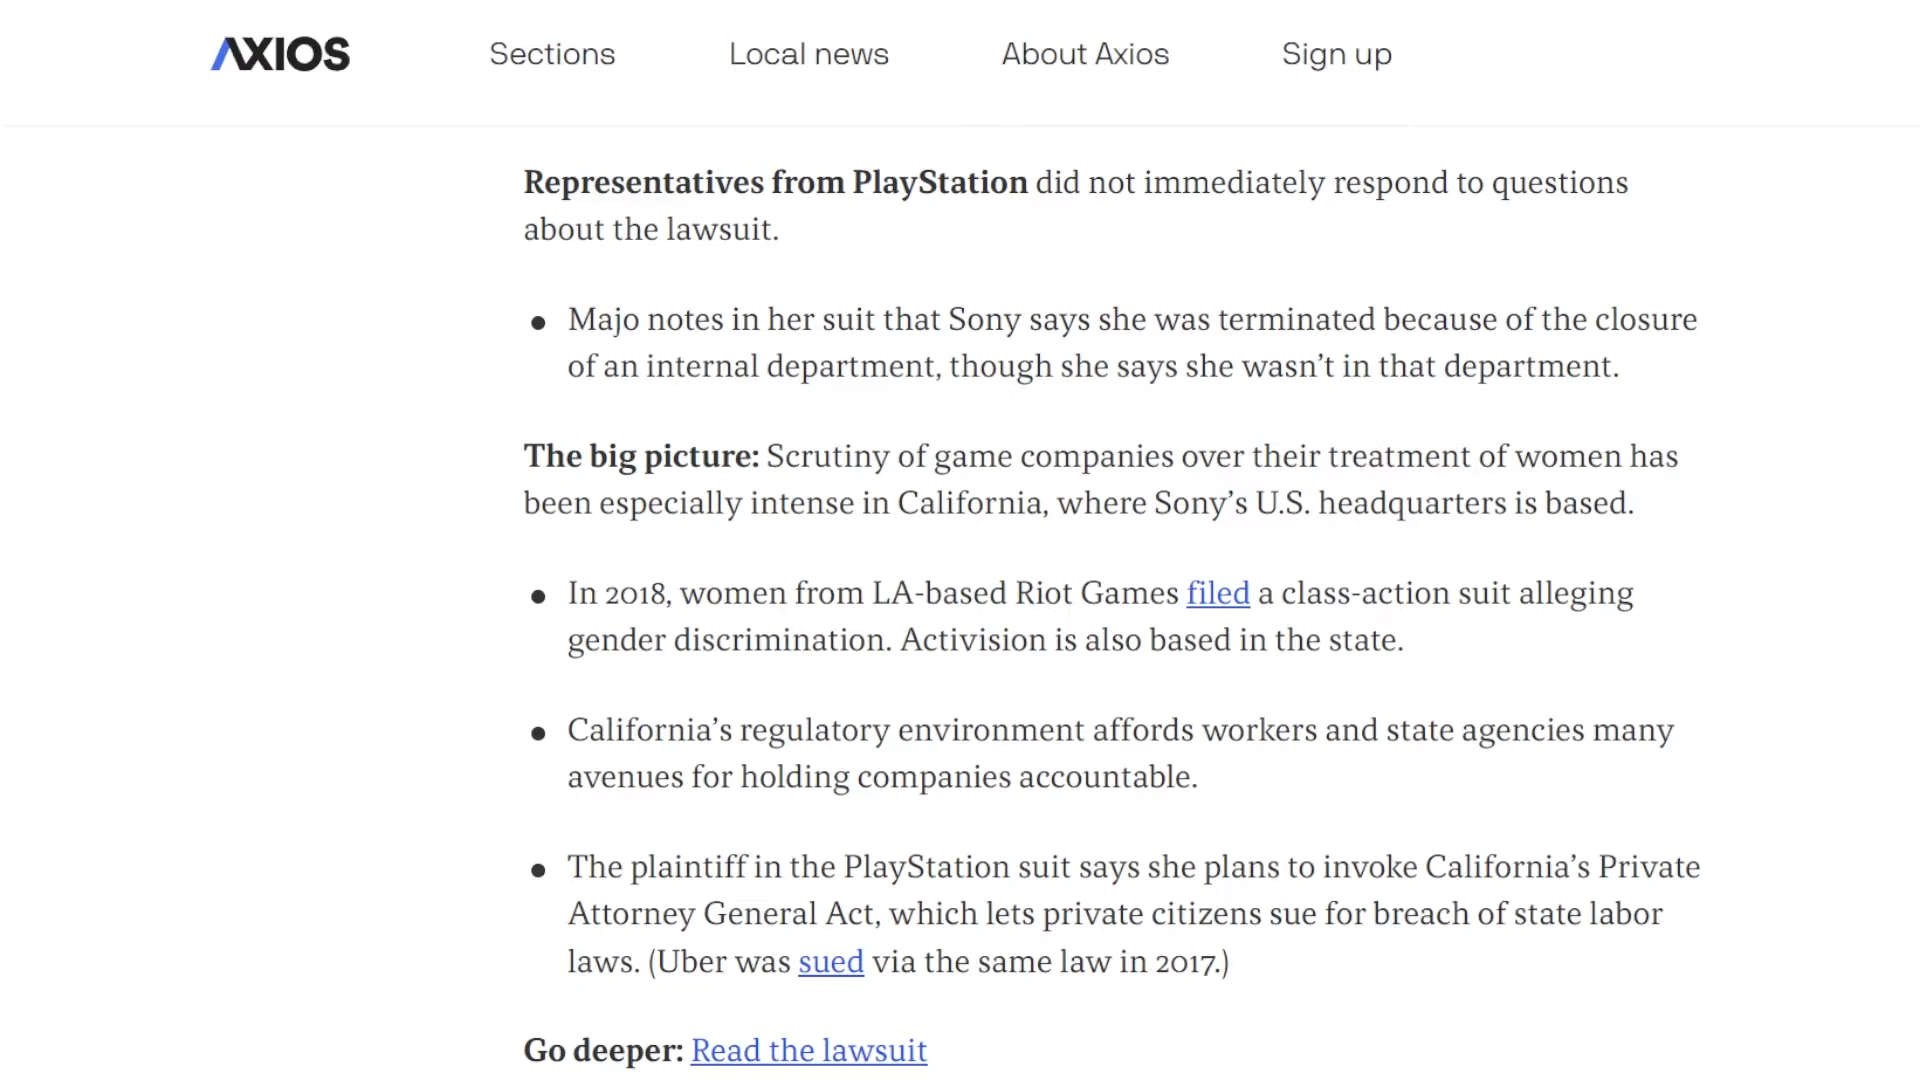 AXIOS
Sections
Local news
About Axios
Sign up
Representatives from PlayStation did not immediately respond to questions
about the lawsuit.
• Majo notes in her suit that Sony says she was terminated because of the closure
of an internal department, though she says she wasn’t in that department.
The big picture: Scrutiny of game companies over their treatment of women has
been especially intense in California, where Sony’s U.S. headquarters is based.
• In 2018, women from LA-based Riot Games filed a class-action suit alleging
gender discrimination. Activision is also based in the state.
• California’s regulatory environment affords workers and state agencies many
avenues for holding companies accountable.
• The plaintiff in the PlayStation suit says she plans to invoke California’s Private
Attorney General Act, which lets private citizens sue for breach of state labor
laws. (Uber was sued via the same law in 2017.)
Go deeper: Read the lawsuit